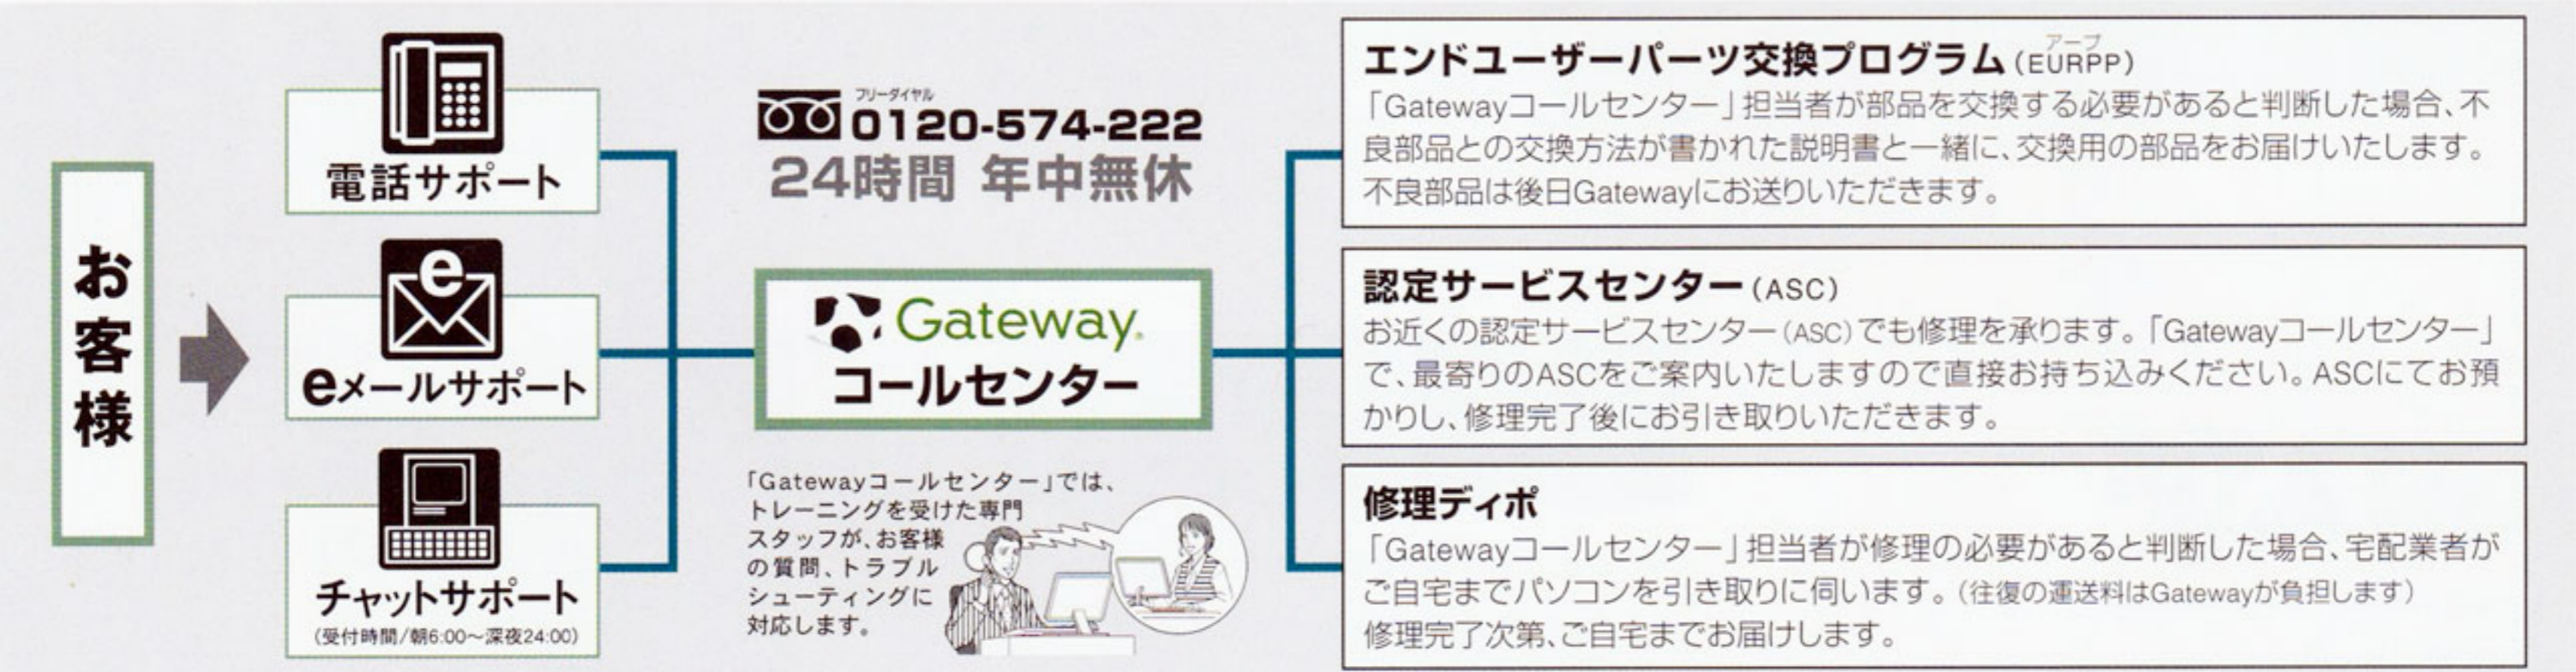 お客様
電話サポート
eメールサポート
チャットサポート
(受付時間/朝6:00〜深夜24:00)
フリーダイヤル
0120-574-222
24時間 年中無休
Gateway.
コールセンター
「Gatewayコールセンター」では、
トレーニングを受けた専門
スタッフが、お客様
の質問、トラブル
シューティングに
対応します。
アープ
エンドユーザーパーツ交換プログラム(EURPP)
「Gatewayコールセンター」担当者が部品を交換する必要があると判断した場合、不
良部品との交換方法が書かれた説明書と一緒に、交換用の部品をお届けいたします。
不良部品は後日Gatewayにお送りいただきます。
認定サービスセンター(ASC)
お近くの認定サービスセンター(ASC)でも修理を承ります。「Gatewayコールセンター」
で、最寄りのASCをご案内いたしますので直接お持ち込みください。ASCにてお預
かりし、修理完了後にお引き取りいただきます。
修理ディポ
「Gatewayコールセンター」担当者が修理の必要があると判断した場合、宅配業者が
ご自宅までパソコンを引き取りに伺います。(往復の運送料はGatewayが負担します)
修理完了次第、ご自宅までお届けします。